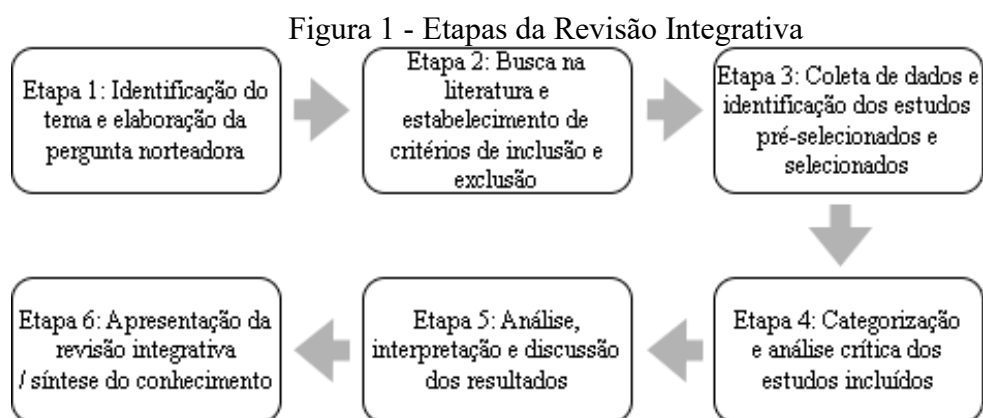 Figura 1 - Etapas da Revisão Integrativa
Etapa 1: Identificação do
tema e elaboração da
pergunta norteadora
Etapa 2: Busca na
literatura e
estabelecimento de
critérios de inclusão e
exclusão
Etapa 3: Coleta de dados e
identificação dos estudos
pré-selecionados e
selecionados
Etapa 4: Categorização
e análise crítica dos
estudos incluídos
Etapa 5: Análise,
interpretação e discussão
dos resultados
Etapa 6: Apresentação da
revisão integrativa
/ síntese do conhecimento